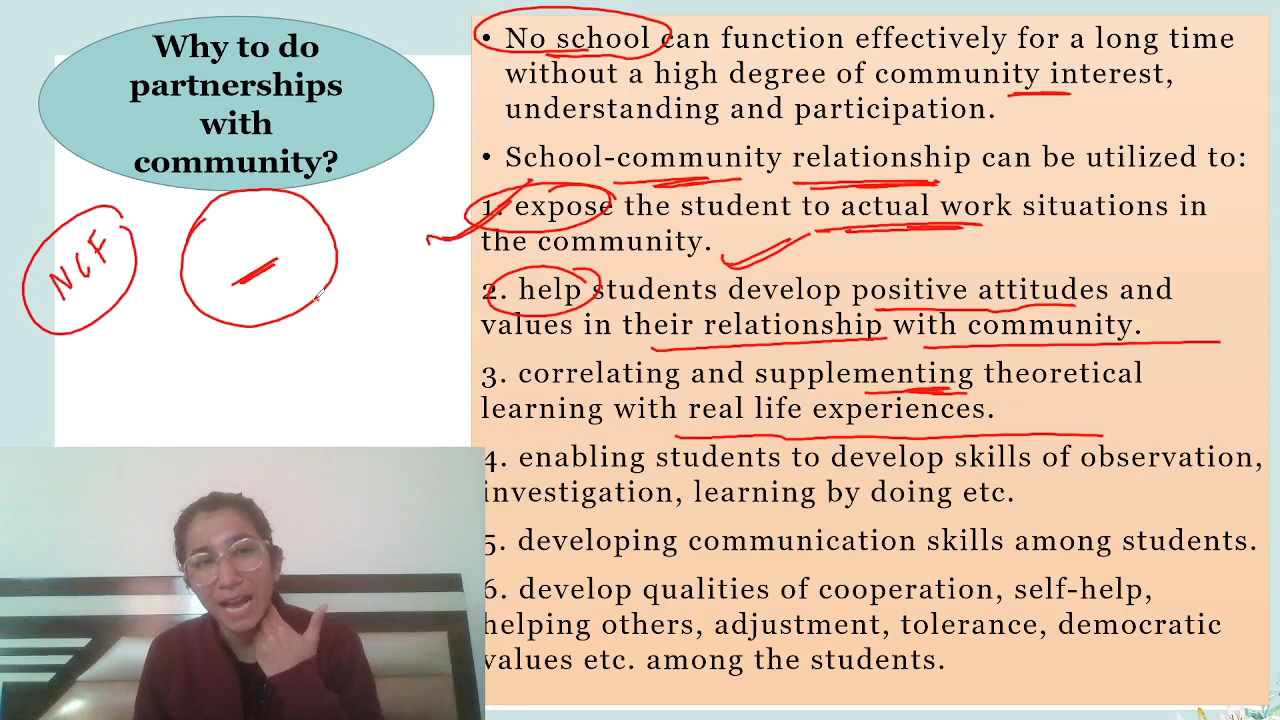 Why to do
partnerships
with
community?
NCF
• No school can function effectively for a long time
without a high degree of community interest,
understanding and participation.
• School-community relationship can be utilized to:
1. expose the student to actual work situations in
the community.
2. help students develop positive attitudes and
values in their relationship with community.
3. correlating and supplementing theoretical
learning with real life experiences.
4. enabling students to develop skills of observation,
investigation, learning by doing etc.
5. developing communication skills among students.
6. develop qualities of cooperation, self-help,
helping others, adjustment, tolerance, democratic
values etc. among the students.